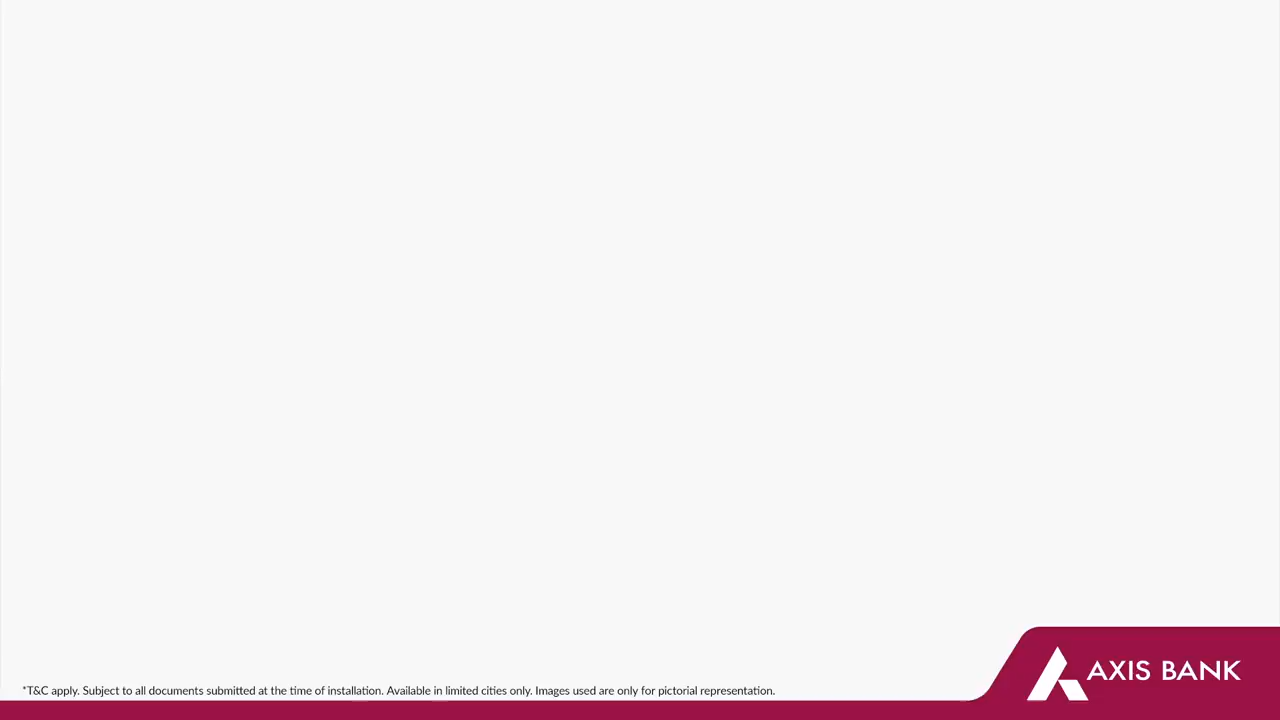 *T&C apply. Subject to all documents submitted at the time of installation. Available in limited cities only. Images used are only for pictorial representation.
AXIS BANK